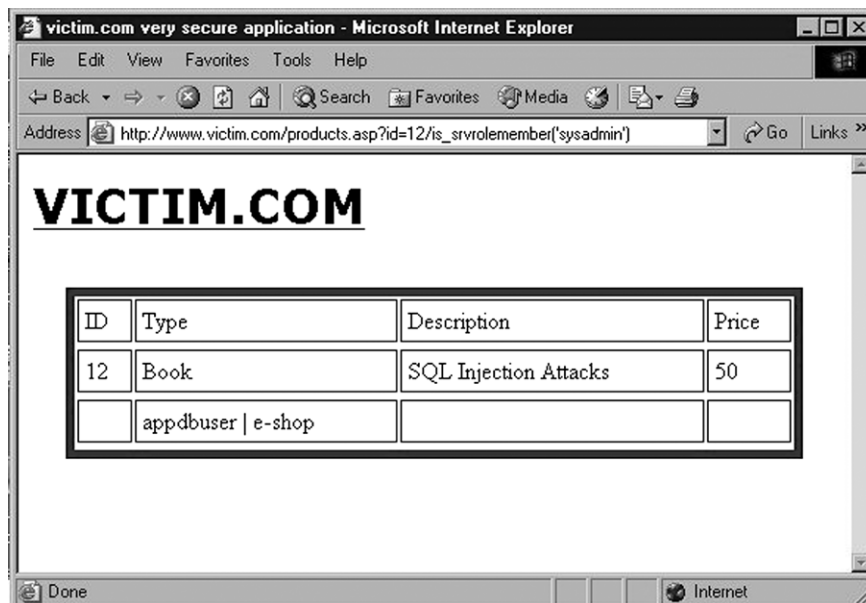 victim.com very secure application - Microsoft Internet Explorer
File Edit View Favorites Tools Help
Back Search Favorites Media
Address http://www.victim.com/products.asp?id=12/is_srvrolemember('sysadmin') Go Links »
VICTIM.COM
ID Type Description Price
12 Book SQL Injection Attacks 50
appdbuser | e-shop
Done Internet